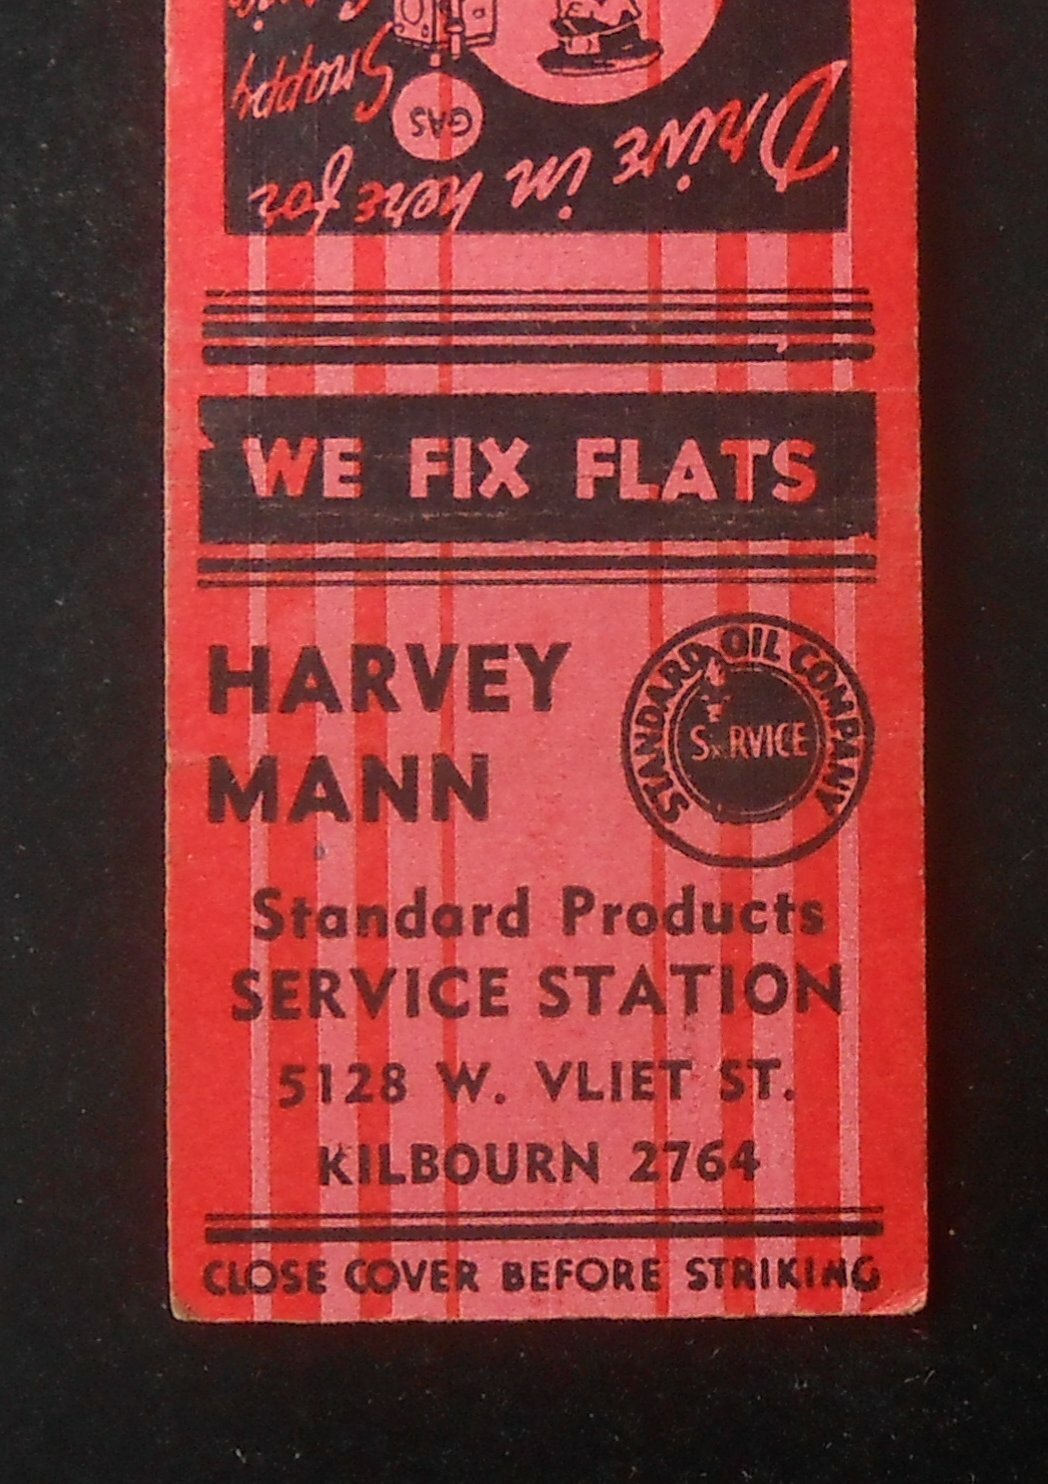 Drive in here for
Snappy
GAS
WE FIX FLATS
HARVEY
MANN
STANDARD OIL COMPANY
SERVICE
Standard Products
SERVICE STATION
5128 W. VLIET ST.
KILBOURN 2764
CLOSE COVER BEFORE STRIKING